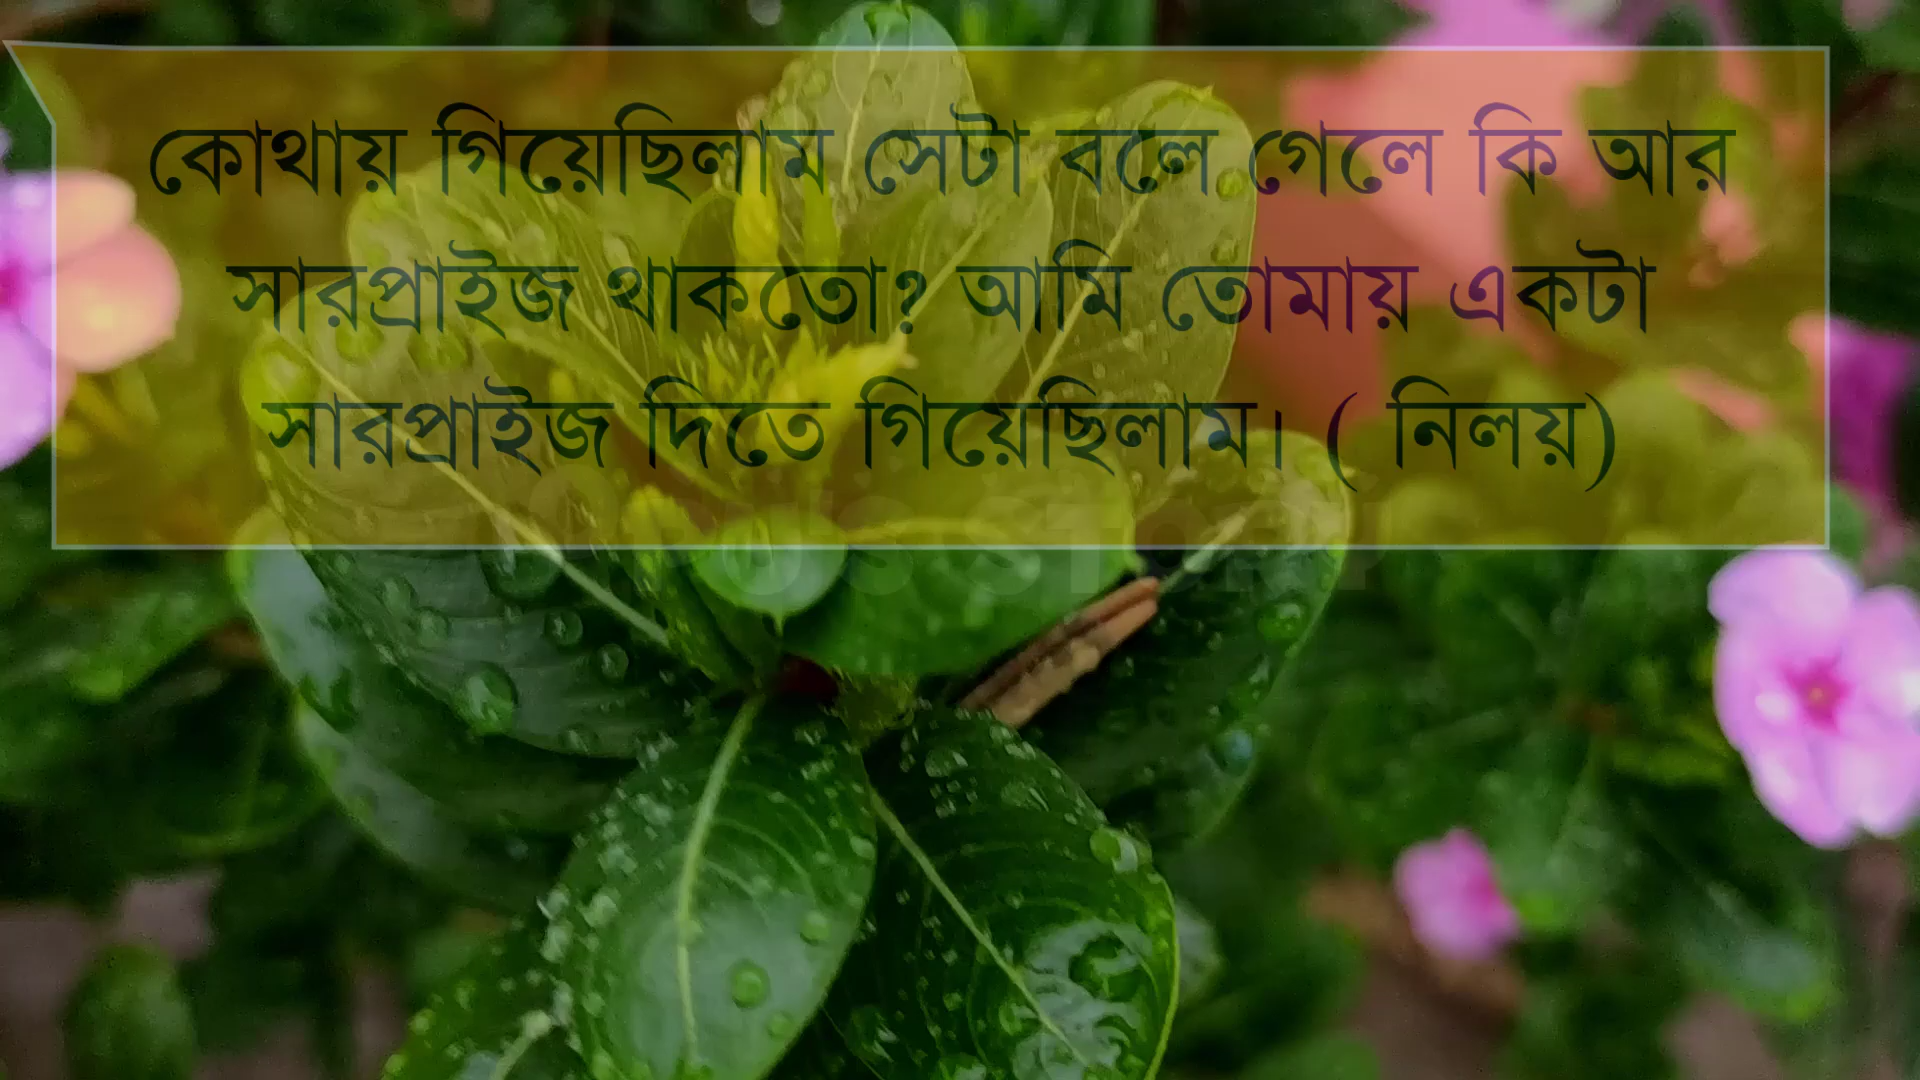 কোথায় গিয়েছিলাম সেটা বলে গেলে কি আর
সারপ্রাইজ থাকতো? আমি তোমায় একটা
সারপ্রাইজ দিতে গিয়েছিলাম। ( নিলয়)